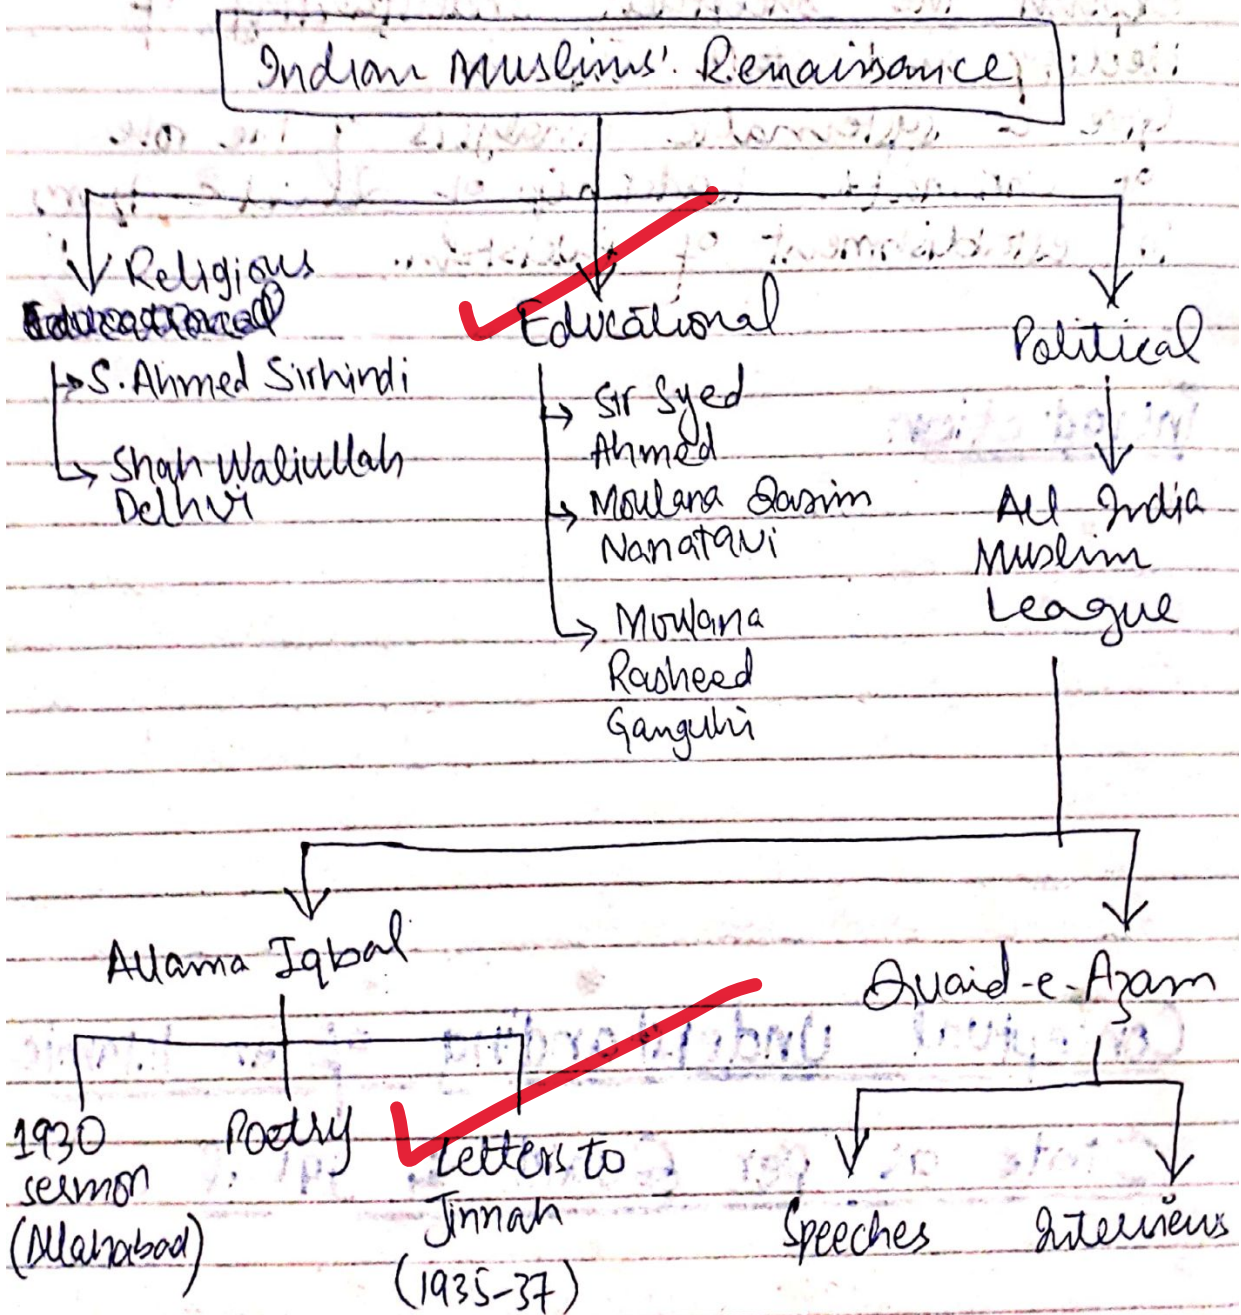 Indian Muslims' Renaissance
Religious
Educational
Political
S. Ahmed Sirhindi
Shah Waliullah
Delhvi
Sir Syed
Ahmed
Moulana Qasim
Nanatavi
Moulana
Rasheed
Ganguhi
All India
Muslim
League
Allama Iqbal
Quaid-e-Azam
1930
sermon
(Allahabad)
Poetry
Letters to
Jinnah
(1935-37)
Speeches
Interviews